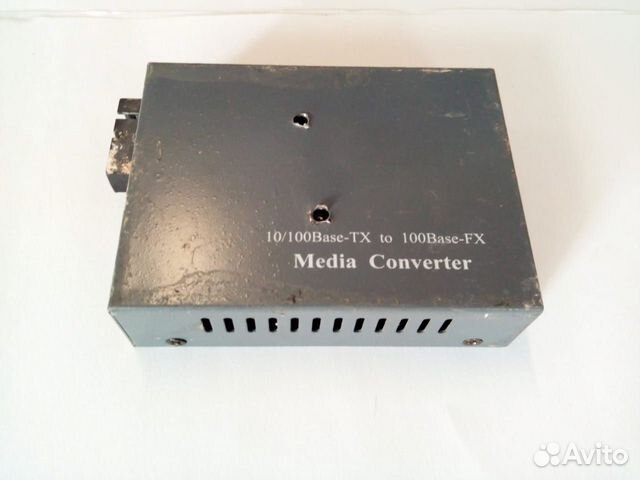 10/100Base-TX to 100Base-FX
Media Converter
Avito